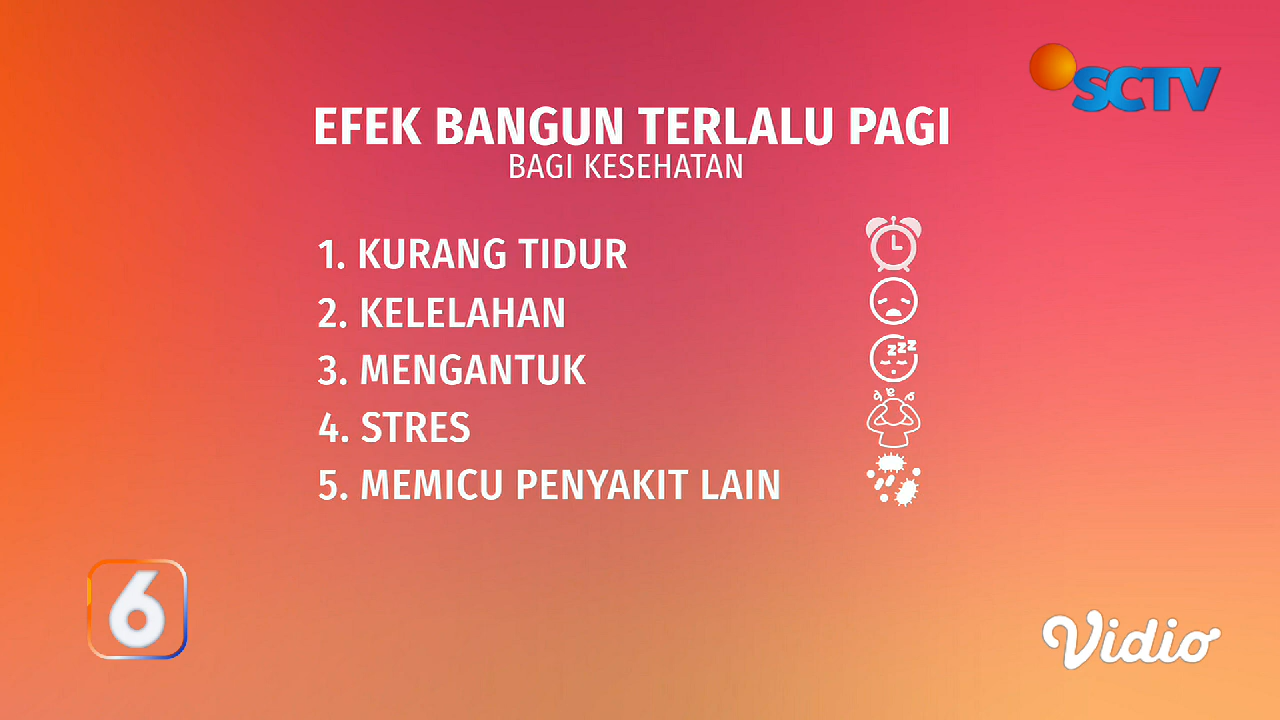 SCTV
EFEK BANGUN TERLALU PAGI
BAGI KESEHATAN
1. KURANG TIDUR
2. KELELAHAN
3. MENGANTUK
zzz
4. STRES
5. MEMICU PENYAKIT LAIN
6
Vidio